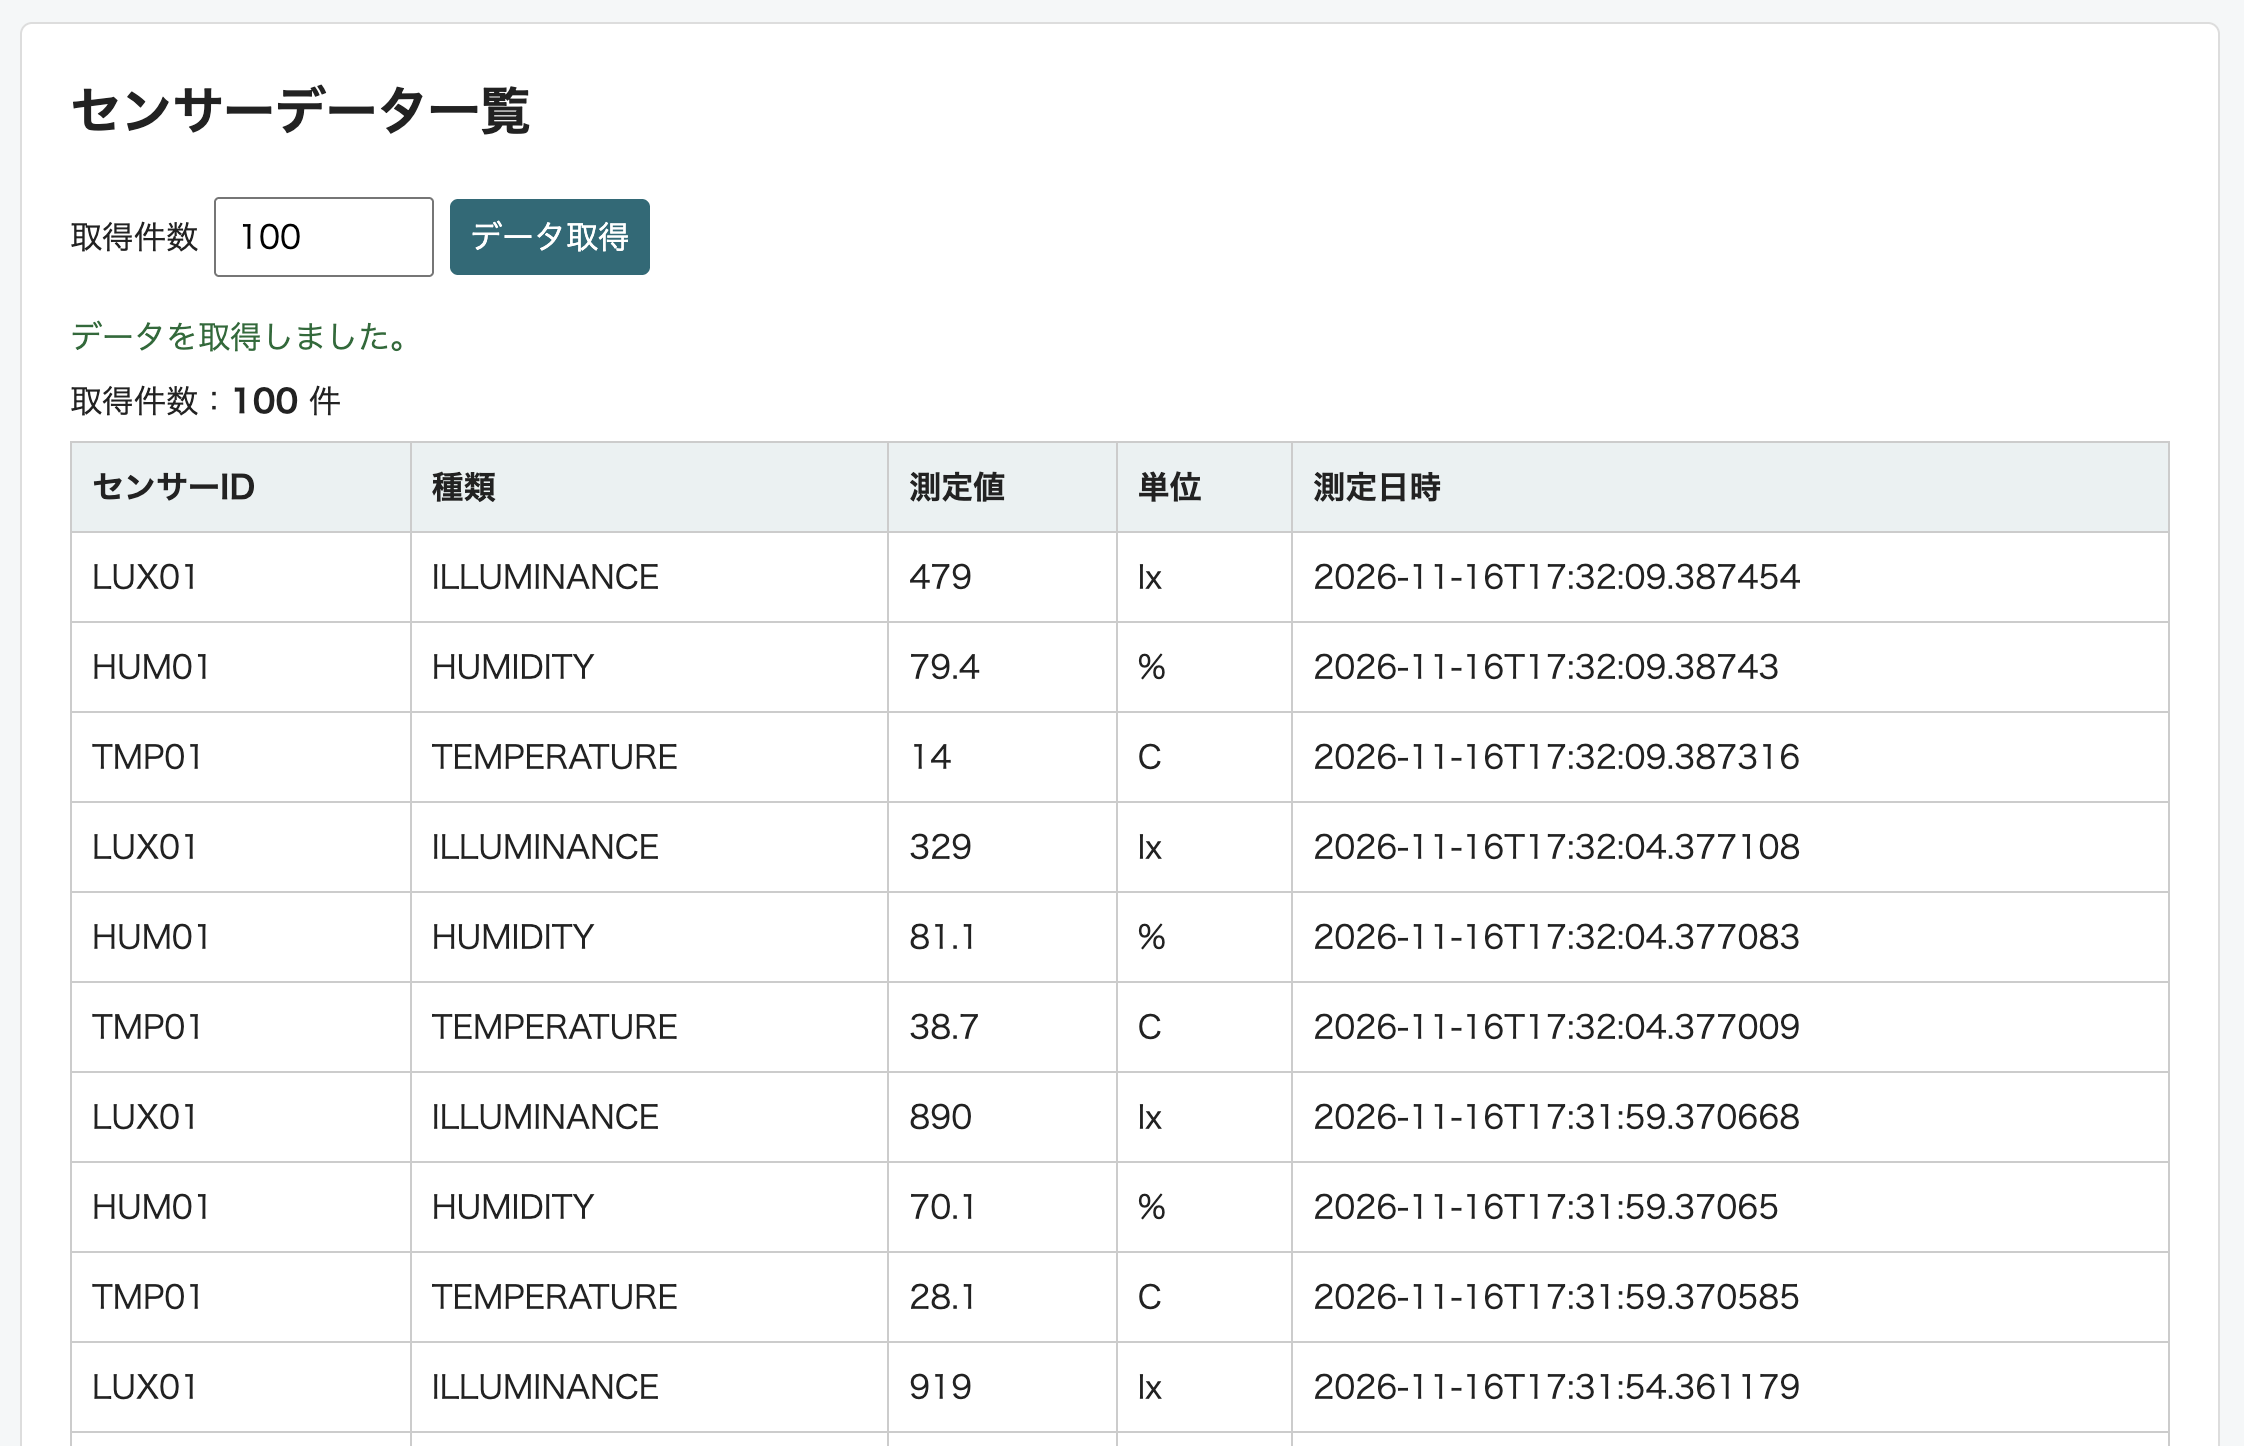 センサーデータ一覧
取得件数 100 データ取得
データを取得しました。
取得件数：100 件
センサーID 種類 測定値 単位 測定日時
LUX01 ILLUMINANCE 479 lx 2026-11-16T17:32:09.387454
HUM01 HUMIDITY 79.4 % 2026-11-16T17:32:09.38743
TMP01 TEMPERATURE 14 C 2026-11-16T17:32:09.387316
LUX01 ILLUMINANCE 329 lx 2026-11-16T17:32:04.377108
HUM01 HUMIDITY 81.1 % 2026-11-16T17:32:04.377083
TMP01 TEMPERATURE 38.7 C 2026-11-16T17:32:04.377009
LUX01 ILLUMINANCE 890 lx 2026-11-16T17:31:59.370668
HUM01 HUMIDITY 70.1 % 2026-11-16T17:31:59.37065
TMP01 TEMPERATURE 28.1 C 2026-11-16T17:31:59.370585
LUX01 ILLUMINANCE 919 lx 2026-11-16T17:31:54.361179